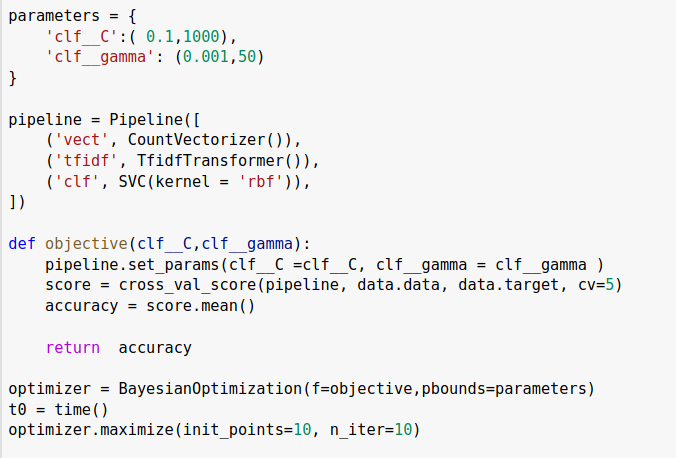 parameters = {
    'clf__C':( 0.1,1000),
    'clf__gamma': (0.001,50)
}

pipeline = Pipeline([
    ('vect', CountVectorizer()),
    ('tfidf', TfidfTransformer()),
    ('clf', SVC(kernel = 'rbf')),
])

def objective(clf__C,clf__gamma):
    pipeline.set_params(clf__C =clf__C, clf__gamma = clf__gamma )
    score = cross_val_score(pipeline, data.data, data.target, cv=5)
    accuracy = score.mean()

    return  accuracy

optimizer = BayesianOptimization(f=objective,pbounds=parameters)
t0 = time()
optimizer.maximize(init_points=10, n_iter=10)